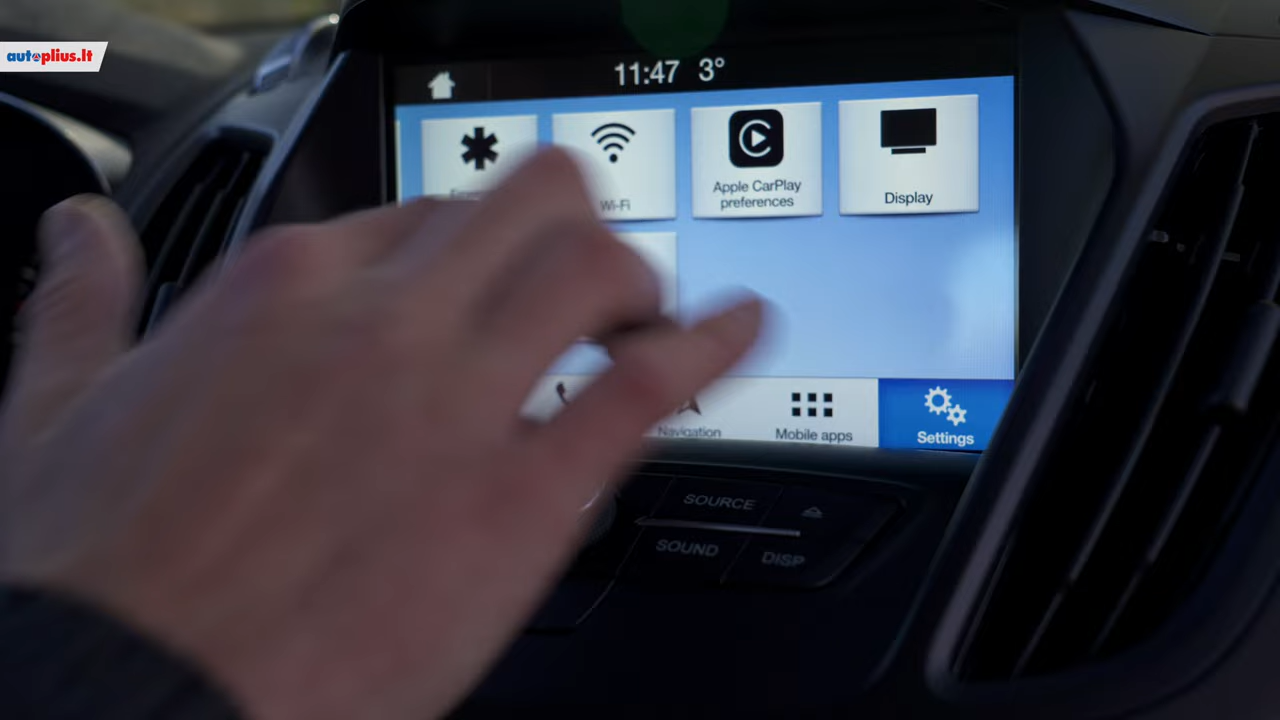 autoplius.lt
11:47 3°
Wi-Fi
Apple CarPlay
preferences
Display
Navigation
Mobile apps
Settings
SOURCE
SOUND
DISP